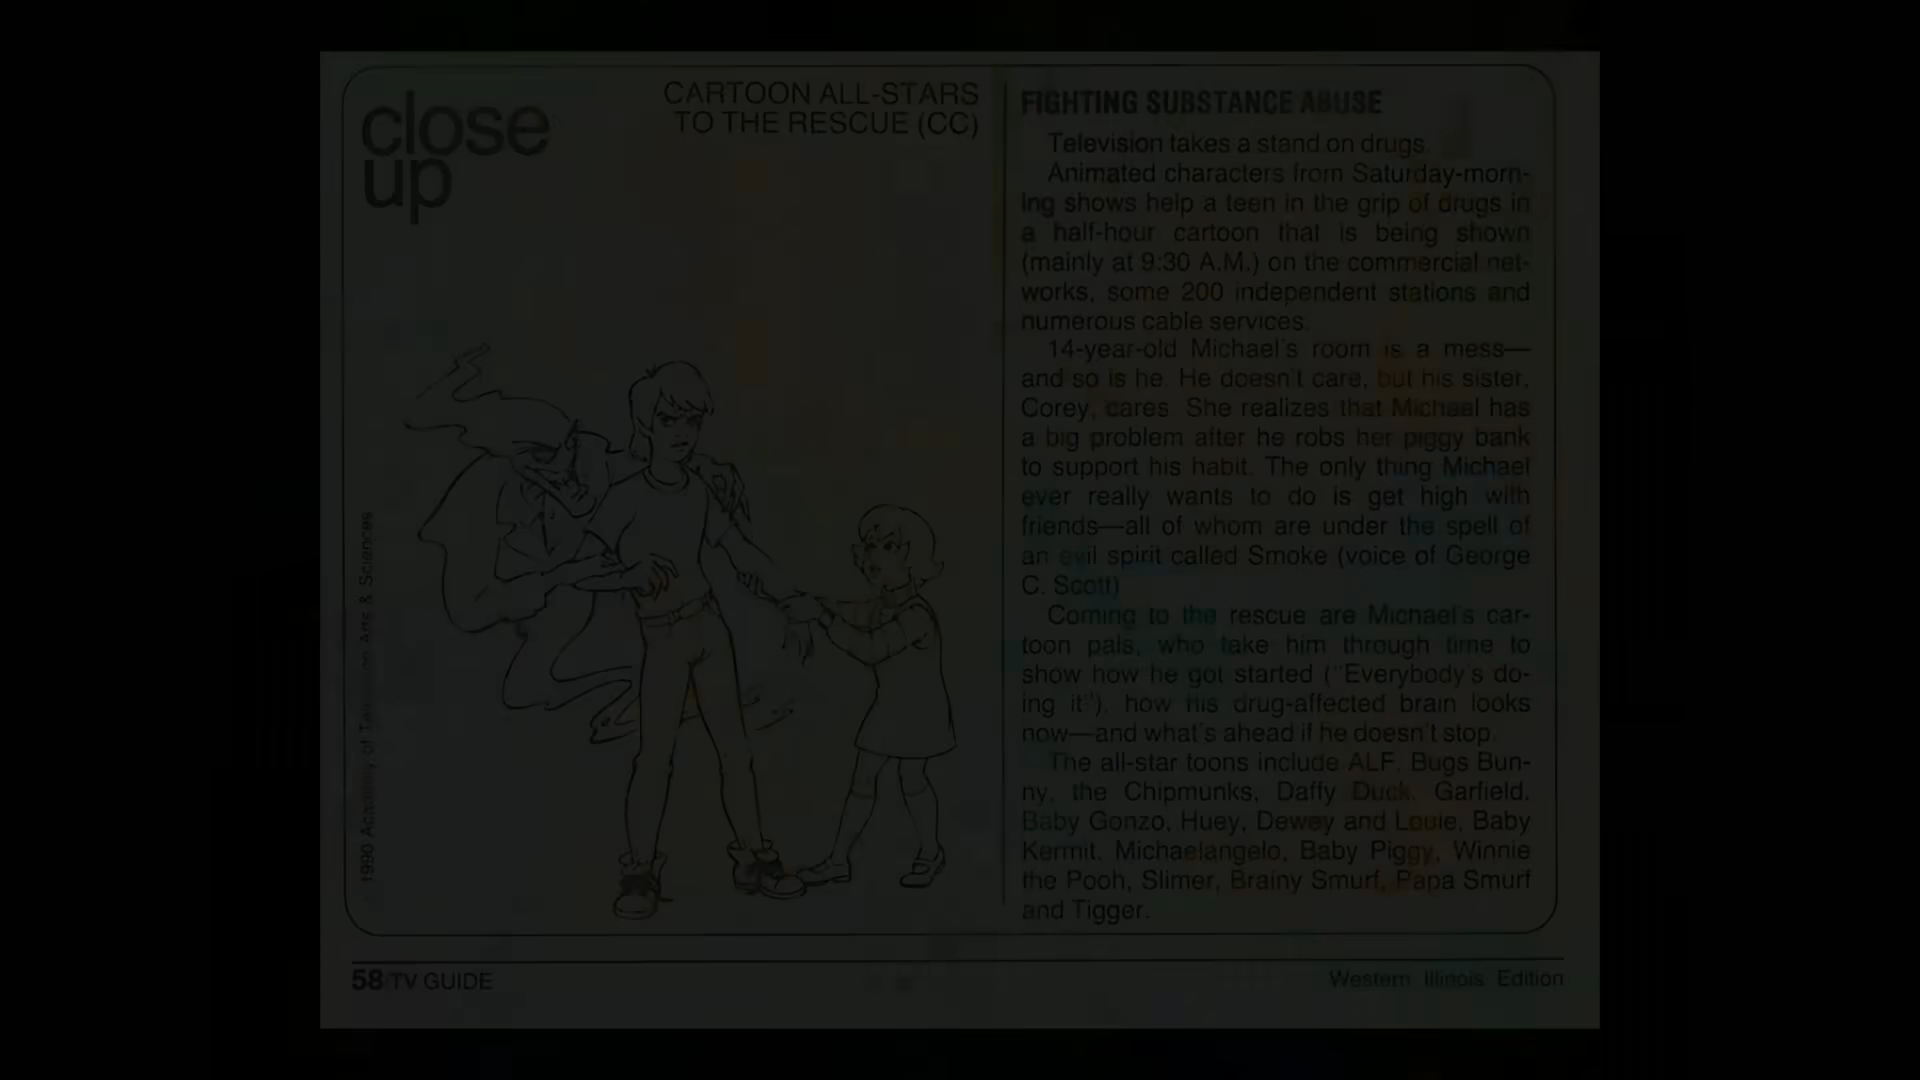 close
up
CARTOON ALL-STARS
TO THE RESCUE (CC)
1990 Academy of Television Arts & Sciences
FIGHTING SUBSTANCE ABUSE
Television takes a stand on drugs.
Animated characters from Saturday-morn-
ing shows help a teen in the grip of drugs in
a half-hour cartoon that is being shown
(mainly at 9:30 A.M.) on the commercial net-
works, some 200 independent stations and
numerous cable services.
14-year-old Michael's room is a mess—
and so is he. He doesn't care, but his sister,
Corey, cares. She realizes that Michael has
a big problem after he robs her piggy bank
to support his habit. The only thing Michael
ever really wants to do is get high with
friends—all of whom are under the spell of
an evil spirit called Smoke (voice of George
C. Scott)
Coming to the rescue are Michael's car-
toon pals, who take him through time to
show how he got started ("Everybody's do-
ing it"), how his drug-affected brain looks
now—and what's ahead if he doesn't stop.
The all-star toons include ALF, Bugs Bun-
ny, the Chipmunks, Daffy Duck, Garfield,
Baby Gonzo, Huey, Dewey and Louie, Baby
Kermit, Michaelangelo, Baby Piggy, Winnie
the Pooh, Slimer, Brainy Smurf, Papa Smurf
and Tigger.
58/TV GUIDE
Western Illinois Edition